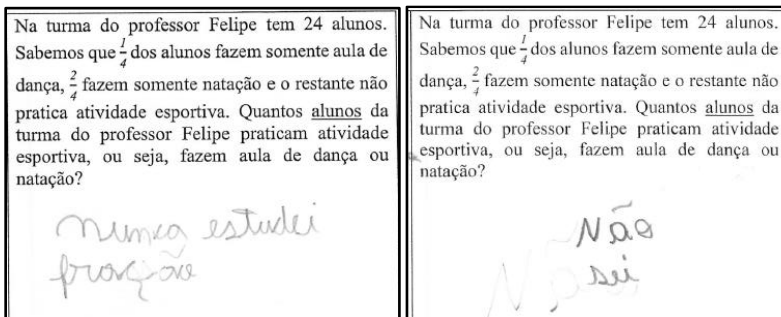 Na turma do professor Felipe tem 24 alunos.
Sabemos que 1/4 dos alunos fazem somente aula de
dança, 2/4 fazem somente natação e o restante não
pratica atividade esportiva. Quantos alunos da
turma do professor Felipe praticam atividade
esportiva, ou seja, fazem aula de dança ou
natação?
nunca estudei
fração
Na turma do professor Felipe tem 24 alunos.
Sabemos que 1/4 dos alunos fazem somente aula de
dança, 2/4 fazem somente natação e o restante não
pratica atividade esportiva. Quantos alunos da
turma do professor Felipe praticam atividade
esportiva, ou seja, fazem aula de dança ou
natação?
Não
sei